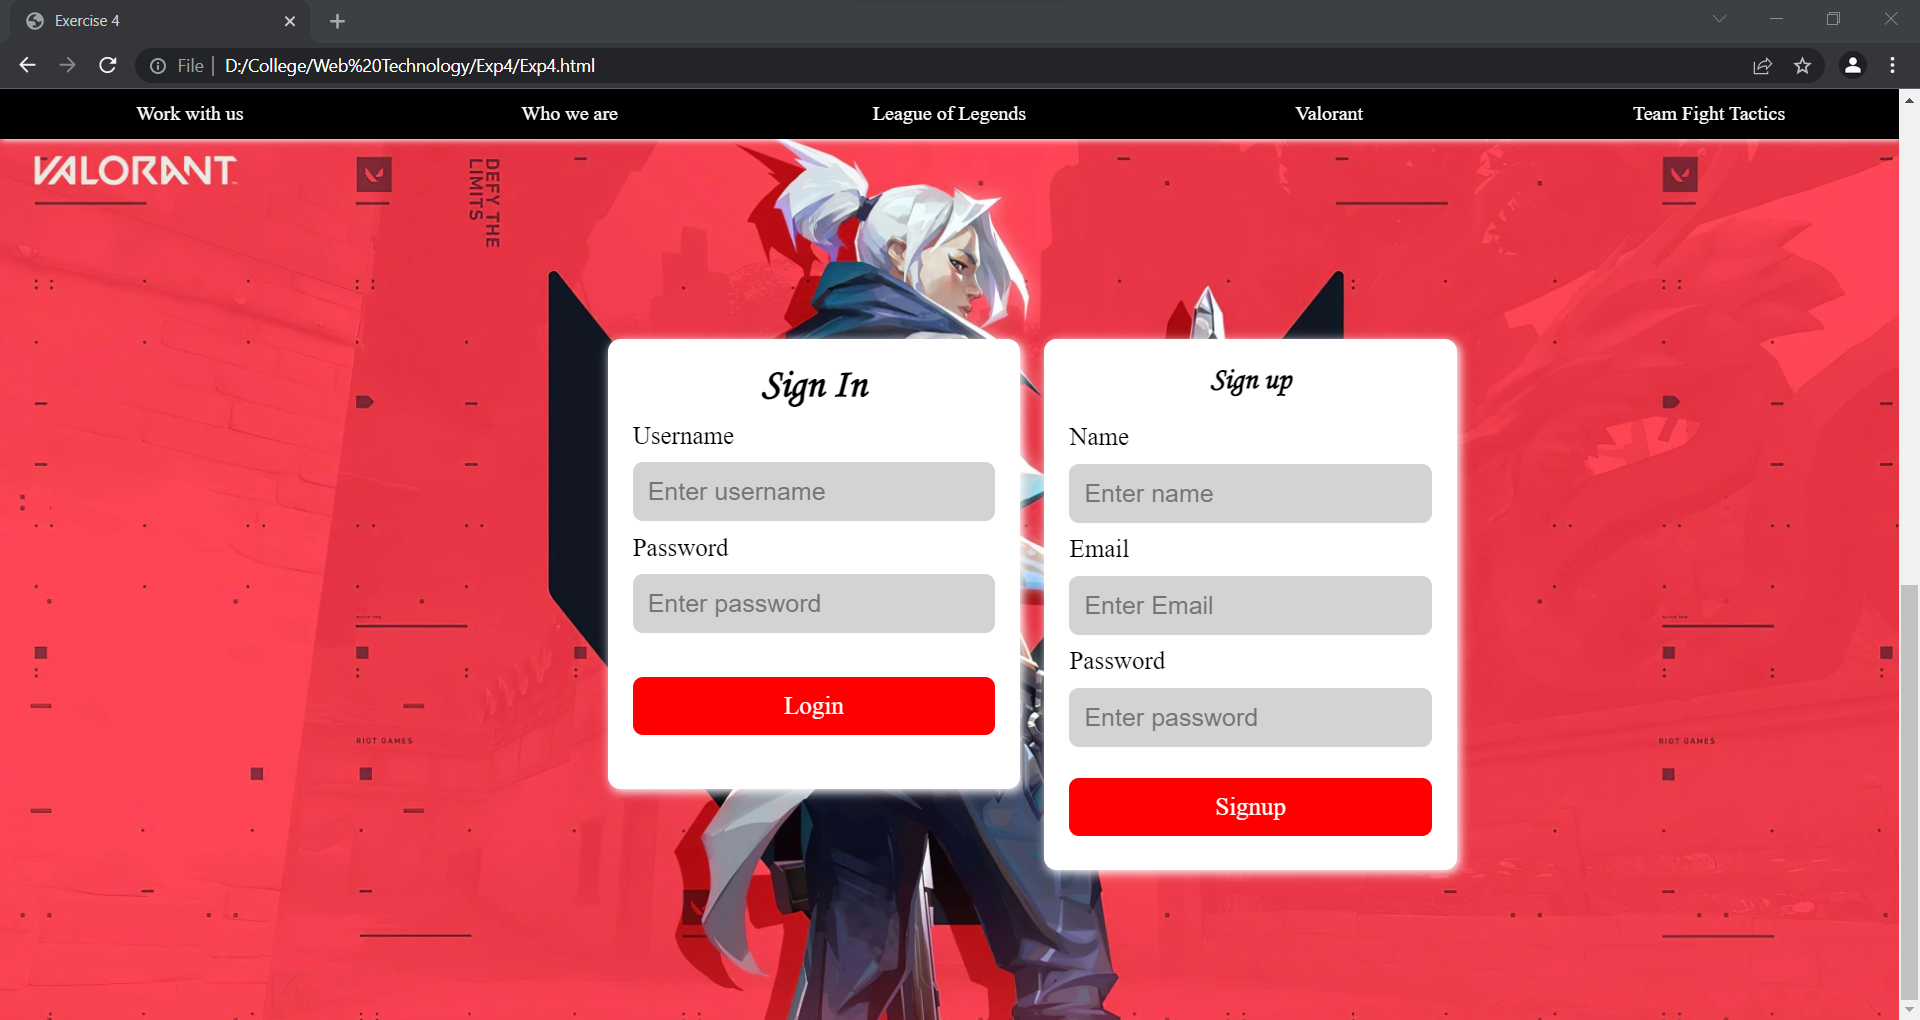 Exercise 4
File
D:/College/Web%20Technology/Exp4/Exp4.html
Work with us
Who we are
League of Legends
Valorant
Team Fight Tactics
VALORANT
DEFY THE
LIMITS
Sign In
Username
Enter username
Password
Enter password
Login
Sign up
Name
Enter name
Email
Enter Email
Password
Enter password
Signup
RIOT GAMES
RIOT GAMES